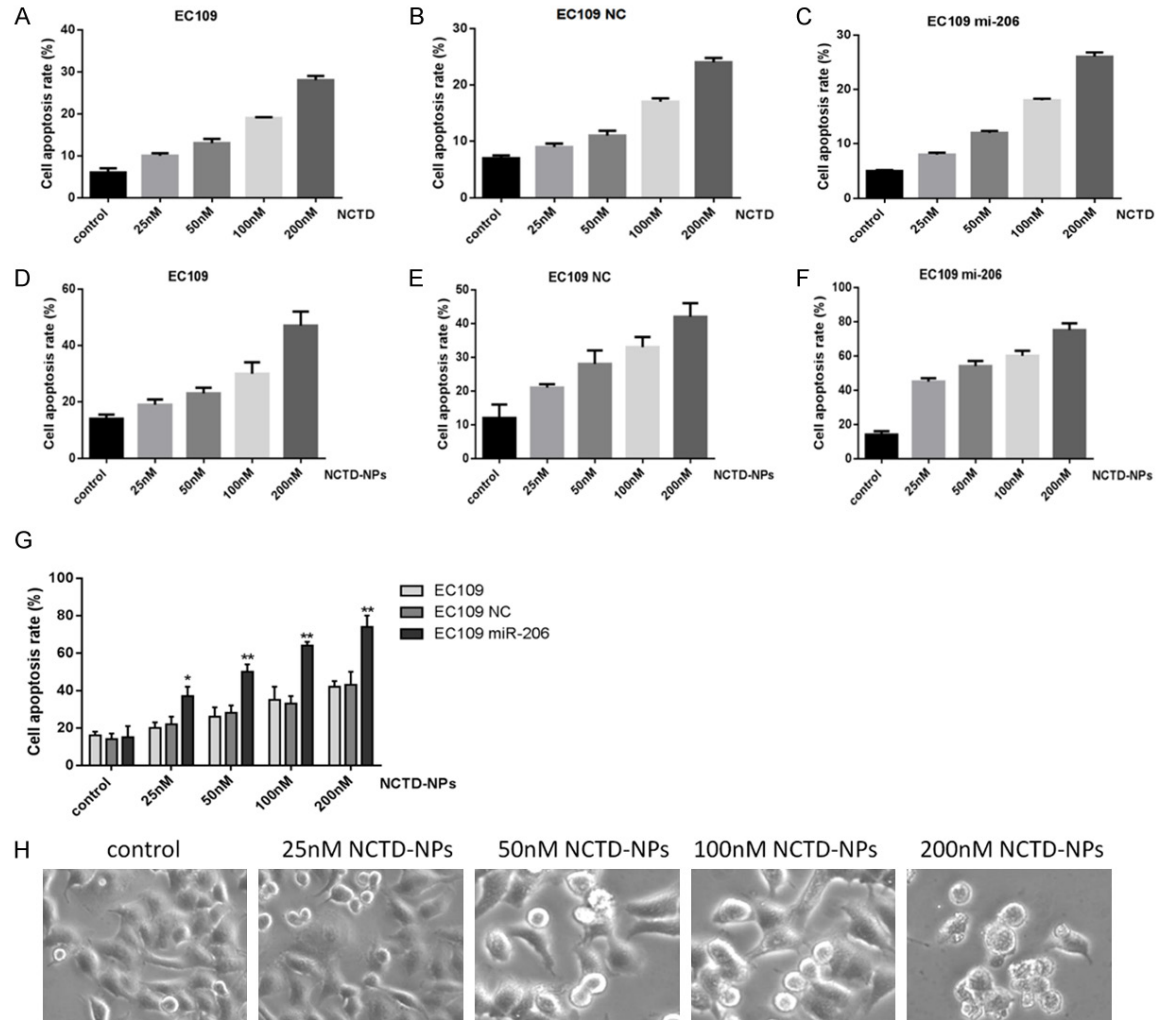 A
EC109
Cell apoptosis rate (%)
40
30
20
10
0
control
25nM
50nM
100nM
200nM
NCTD
B
EC109 NC
Cell apoptosis rate (%)
30
20
10
0
control
25nM
50nM
100nM
200nM
NCTD
C
EC109 mi-206
Cell apoptosis rate (%)
30
20
10
0
control
25nM
50nM
100nM
200nM
NCTD
D
EC109
Cell apoptosis rate (%)
60
40
20
0
control
25nM
50nM
100nM
200nM
NCTD-NPs
E
EC109 NC
Cell apoptosis rate (%)
50
40
30
20
10
0
control
25nM
50nM
100nM
200nM
NCTD-NPs
F
EC109 mi-206
Cell apoptosis rate (%)
100
80
60
40
20
0
control
25nM
50nM
100nM
200nM
NCTD-NPs
G
Cell apoptosis rate (%)
100
80
60
40
20
0
*
**
**
**
control
25nM
50nM
100nM
200nM
NCTD-NPs
EC109
EC109 NC
EC109 miR-206
H
control
25nM NCTD-NPs
50nM NCTD-NPs
100nM NCTD-NPs
200nM NCTD-NPs